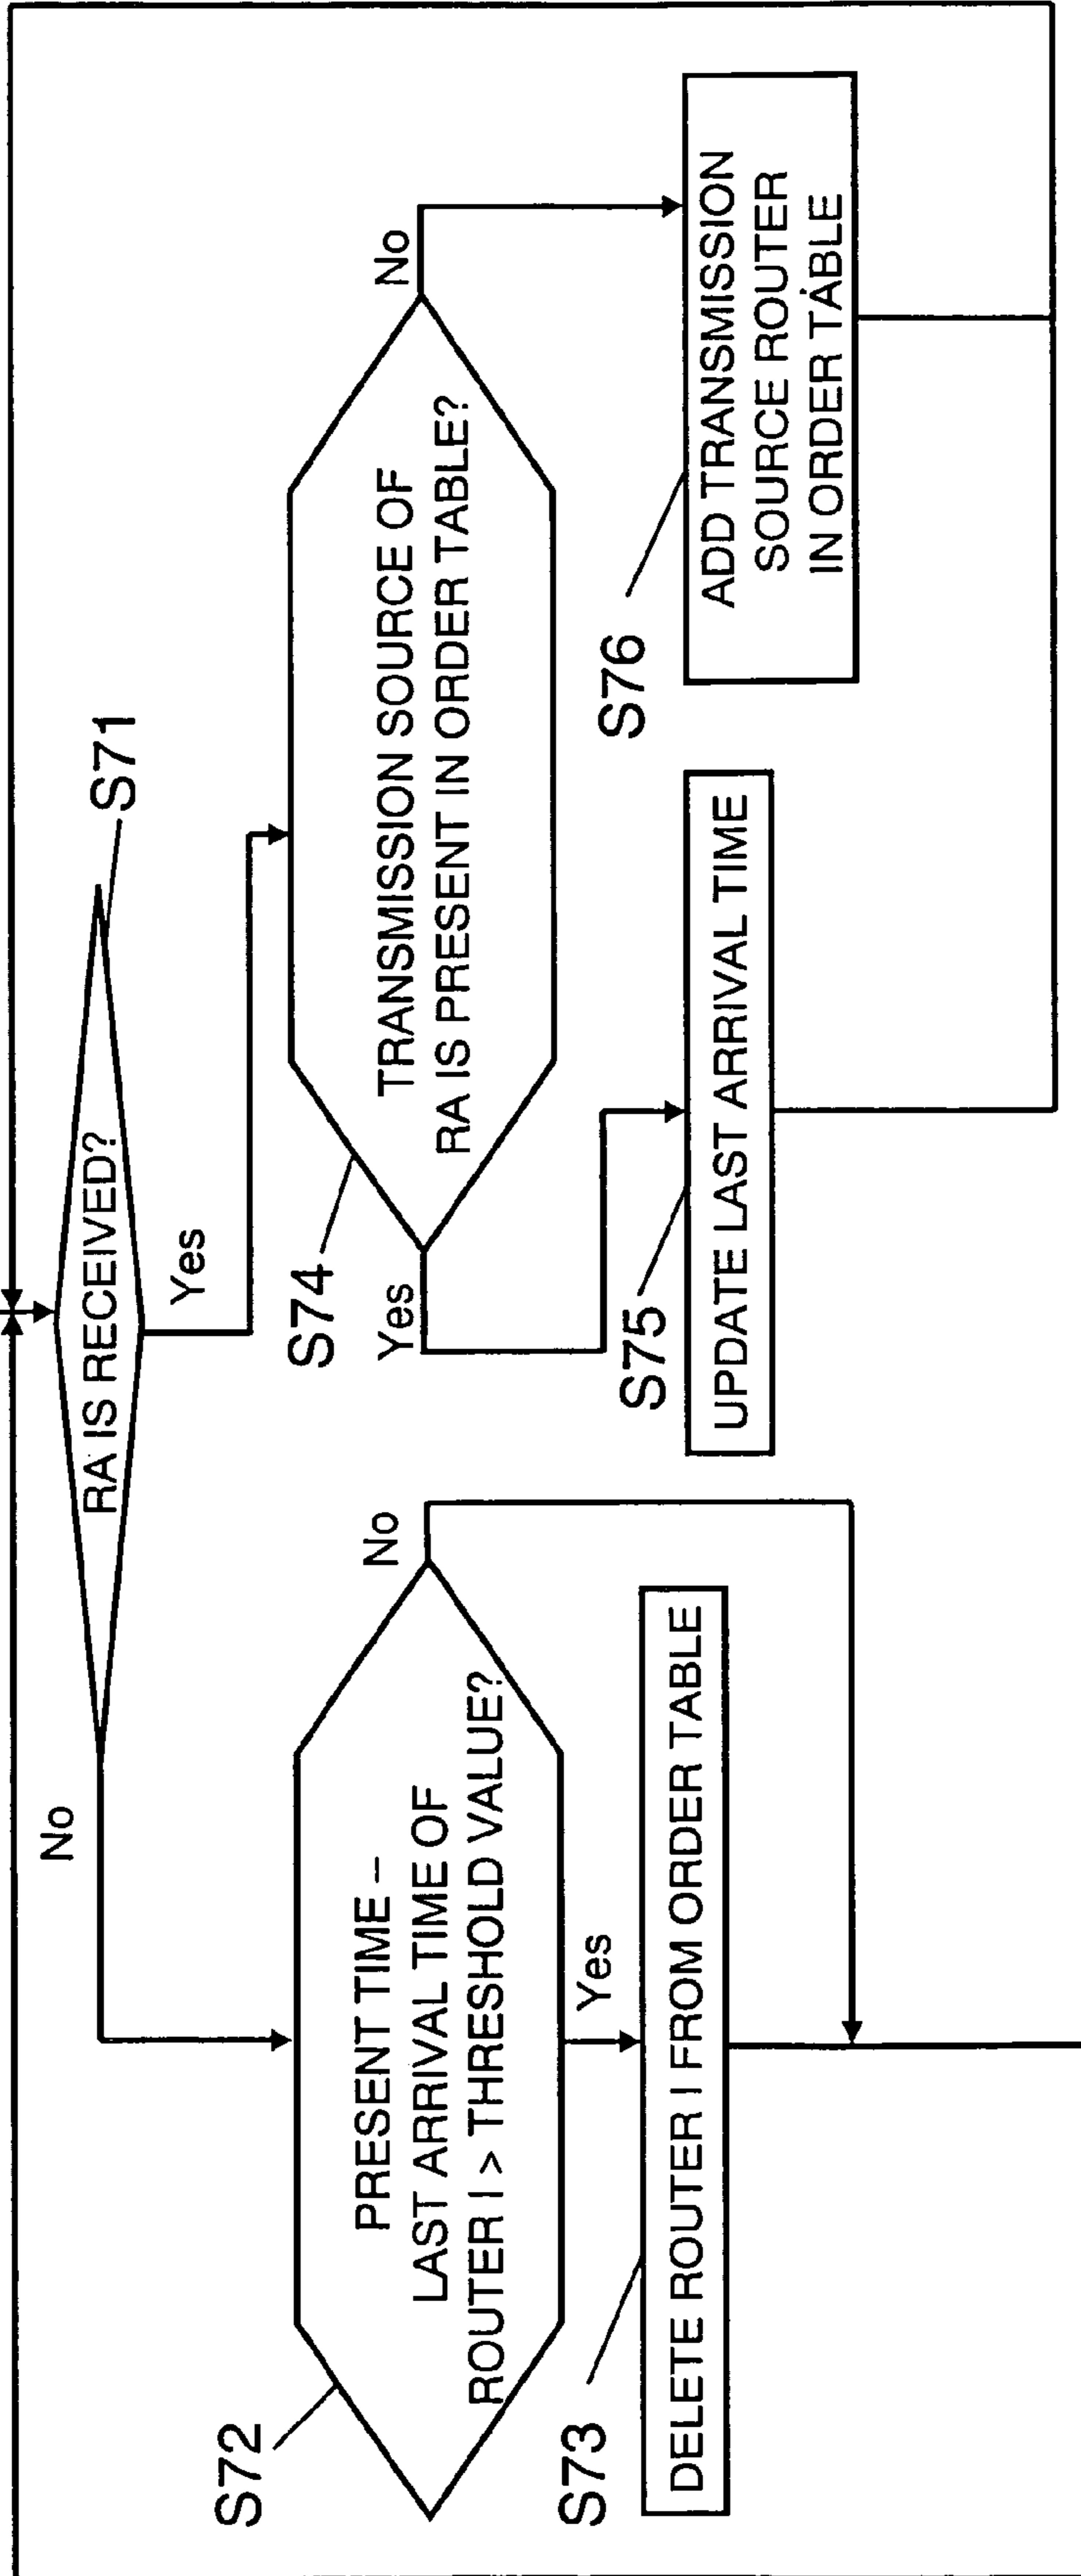 RA IS RECEIVED?
S71
No
Yes
S72
PRESENT TIME –
LAST ARRIVAL TIME OF
ROUTER I > THRESHOLD VALUE?
No
Yes
S73
DELETE ROUTER I FROM ORDER TABLE
S74
TRANSMISSION SOURCE OF
RA IS PRESENT IN ORDER TABLE?
Yes
No
S75
UPDATE LAST ARRIVAL TIME
S76
ADD TRANSMISSION
SOURCE ROUTER
IN ORDER TABLE